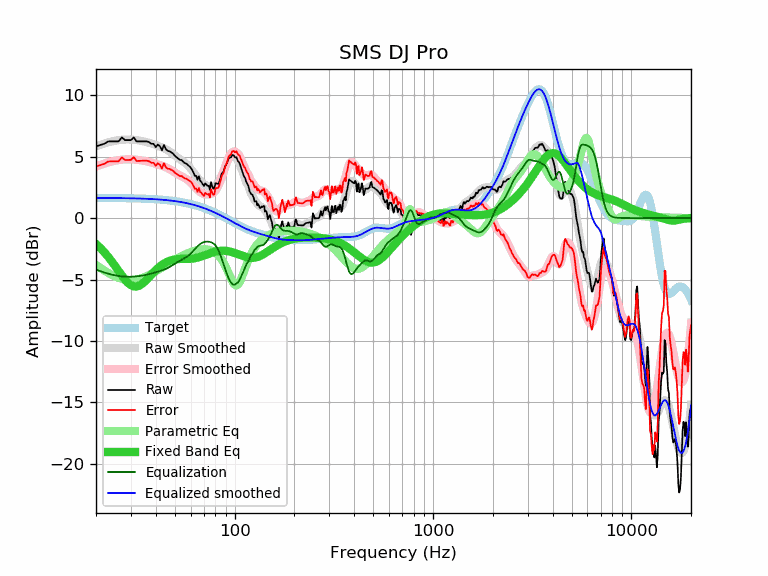 SMS DJ Pro
Amplitude (dBr)
10
5
0
−5
−10
−15
−20
Target
Raw Smoothed
Error Smoothed
Raw
Error
Parametric Eq
Fixed Band Eq
Equalization
Equalized smoothed
100
1000
10000
Frequency (Hz)